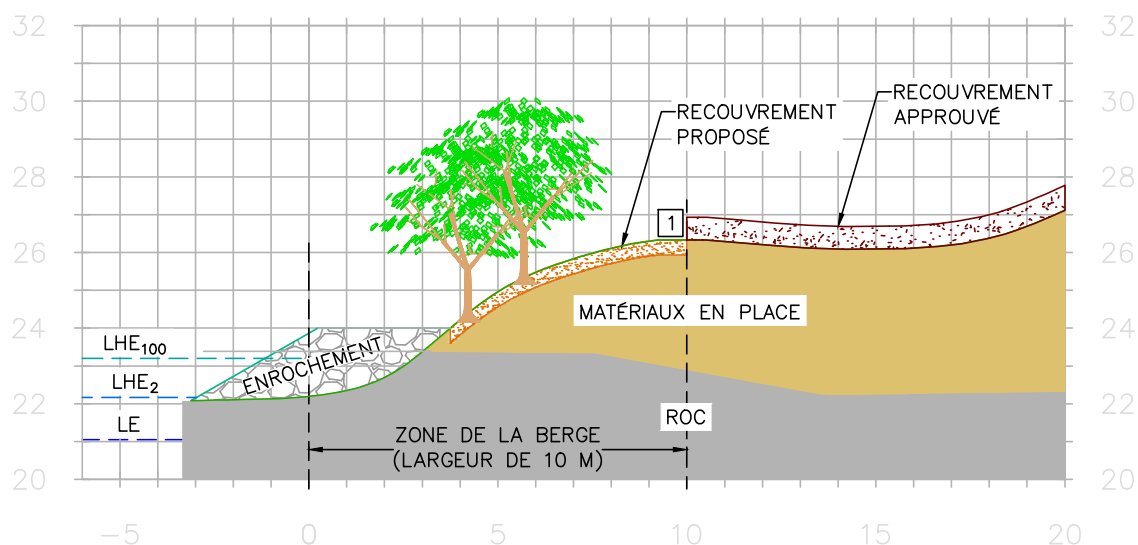 32
32
30
30
RECOUVREMENT
PROPOSÉ
RECOUVREMENT
APPROUVÉ
28
28
1
26
26
MATÉRIAUX EN PLACE
24
24
LHE100
ENROCHEMENT
LHE2
22
22
LE
ROC
ZONE DE LA BERGE
(LARGEUR DE 10 M)
20
20
-5
0
5
10
15
20